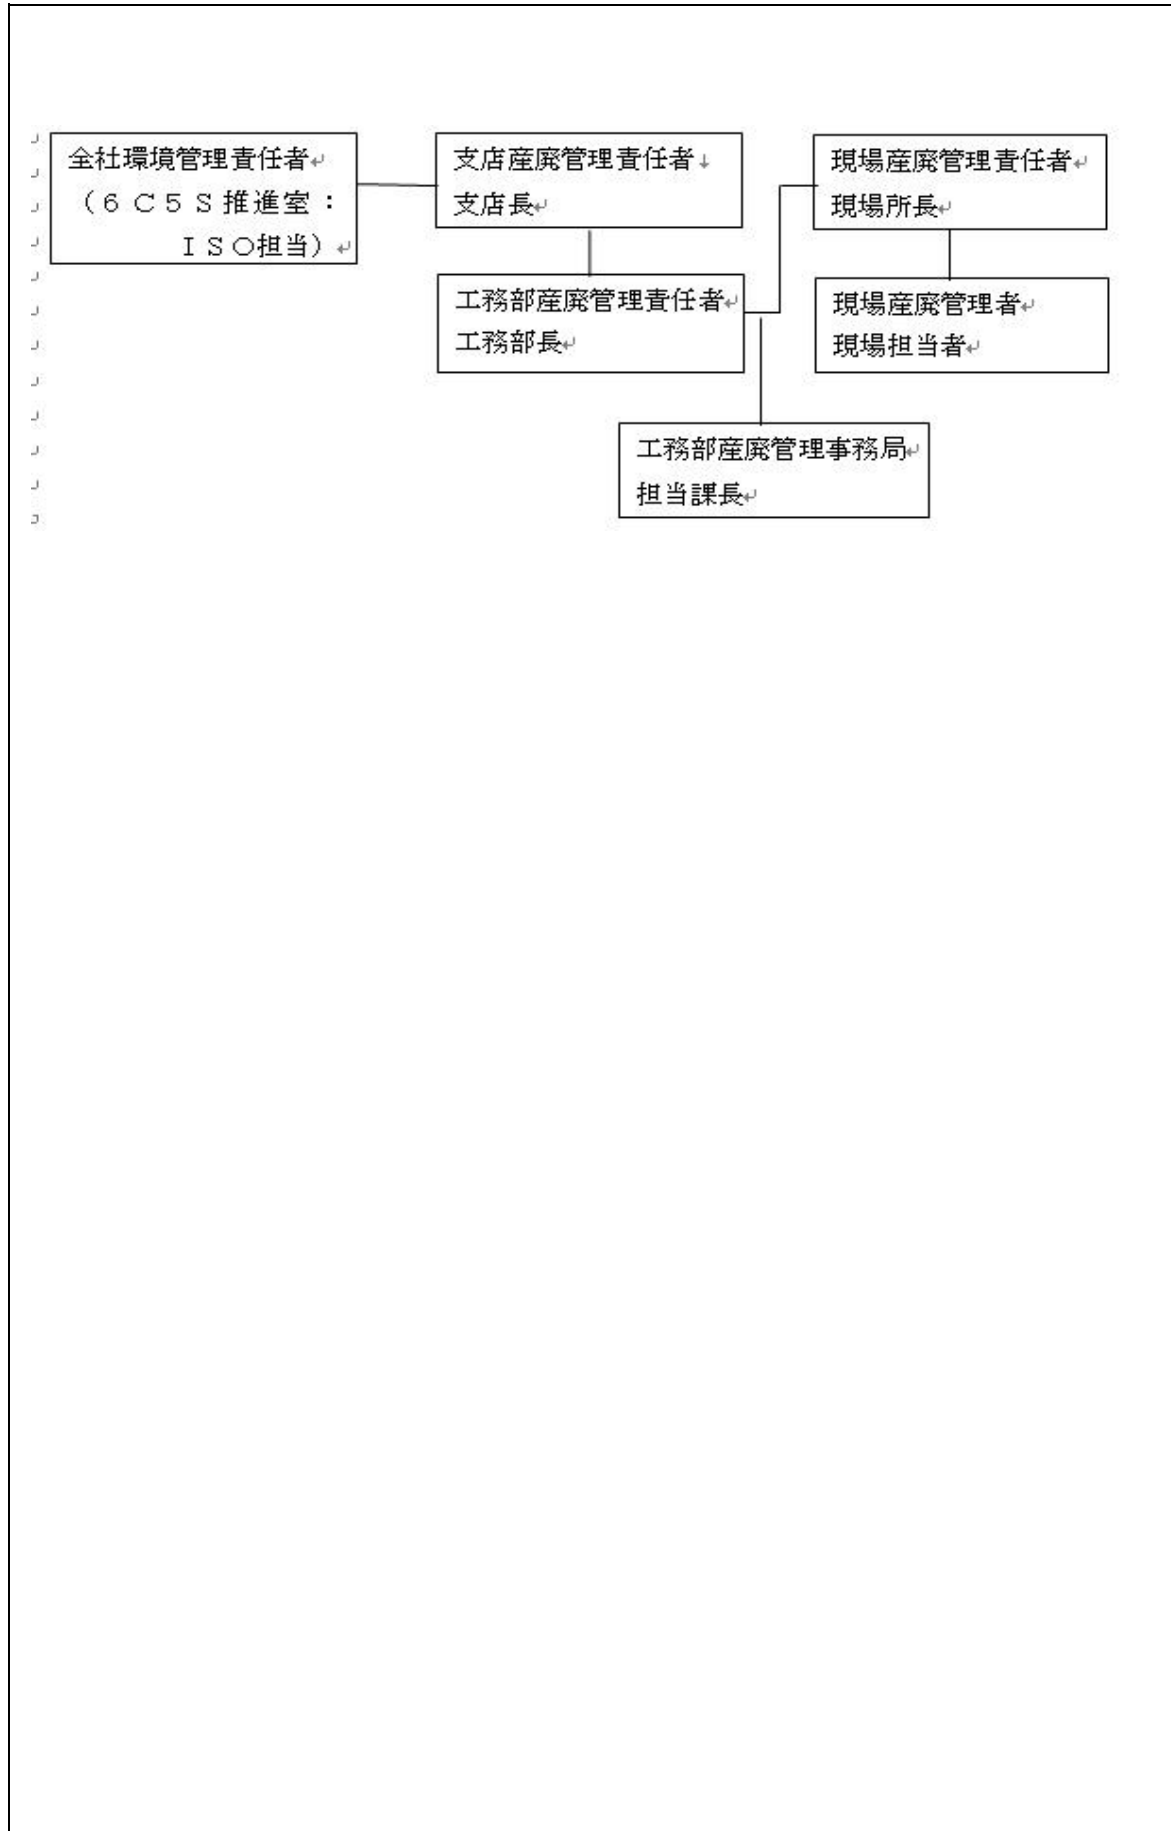 全社環境管理責任者
（６Ｃ５Ｓ推進室：
ＩＳＯ担当）
支店産廃管理責任者
支店長
工務部産廃管理責任者
工務部長
現場産廃管理責任者
現場所長
現場産廃管理者
現場担当者
工務部産廃管理事務局
担当課長